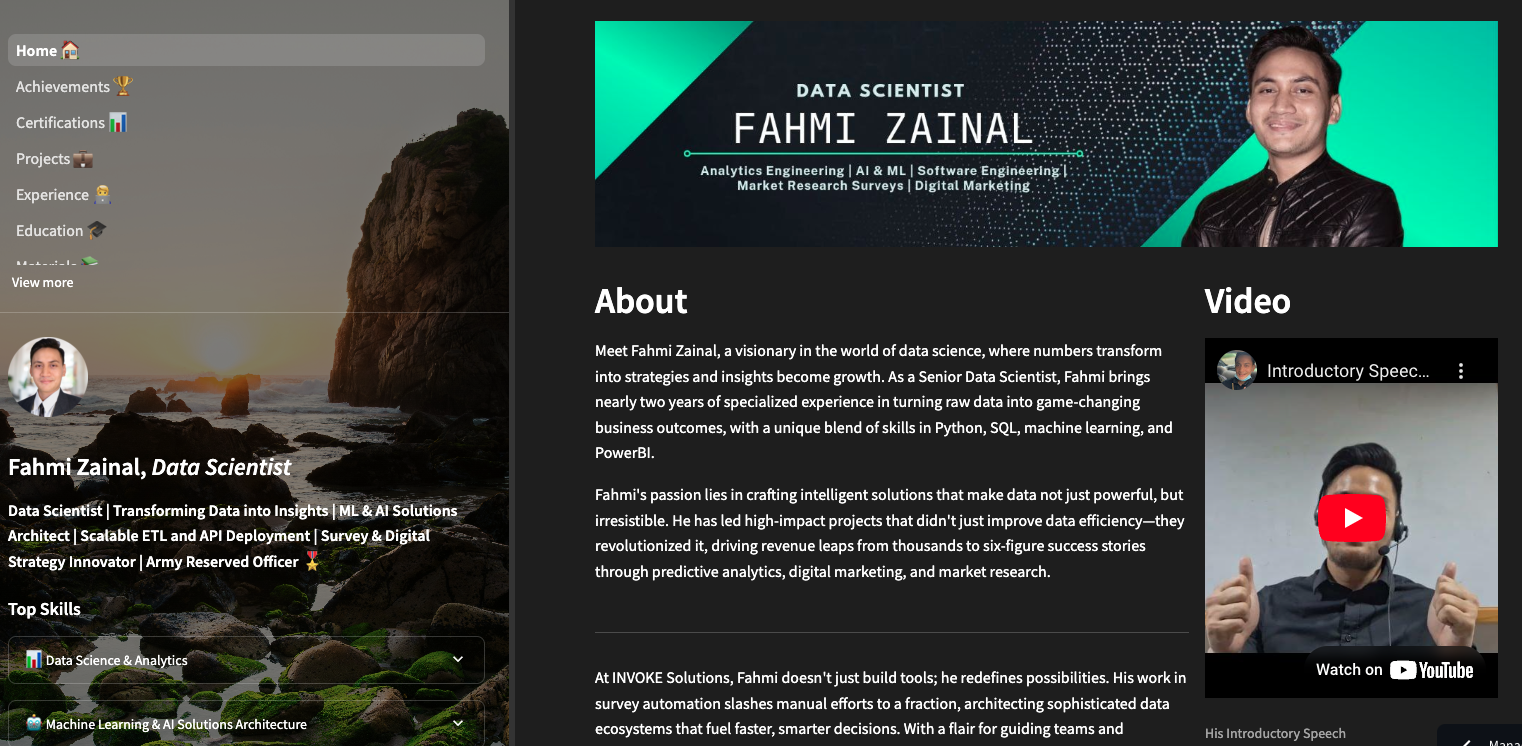 Home 🏠
Achievements 🏆
Certifications 📊
Projects 💼
Experience 👨‍💼
Education 🎓
Materials 📚
View more
Fahmi Zainal, Data Scientist
Data Scientist | Transforming Data into Insights | ML & AI Solutions
Architect | Scalable ETL and API Deployment | Survey & Digital
Strategy Innovator | Army Reserved Officer 🎖️
Top Skills
📊 Data Science & Analytics
🤖 Machine Learning & AI Solutions Architecture
DATA SCIENTIST
FAHMI ZAINAL
Analytics Engineering | AI & ML | Software Engineering |
Market Research Surveys | Digital Marketing
About
Meet Fahmi Zainal, a visionary in the world of data science, where numbers transform
into strategies and insights become growth. As a Senior Data Scientist, Fahmi brings
nearly two years of specialized experience in turning raw data into game-changing
business outcomes, with a unique blend of skills in Python, SQL, machine learning, and
PowerBI.
Fahmi's passion lies in crafting intelligent solutions that make data not just powerful, but
irresistible. He has led high-impact projects that didn't just improve data efficiency—they
revolutionized it, driving revenue leaps from thousands to six-figure success stories
through predictive analytics, digital marketing, and market research.
At INVOKE Solutions, Fahmi doesn't just build tools; he redefines possibilities. His work in
survey automation slashes manual efforts to a fraction, architecting sophisticated data
ecosystems that fuel faster, smarter decisions. With a flair for guiding teams and
Video
Introductory Speec...
Watch on YouTube
His Introductory Speech